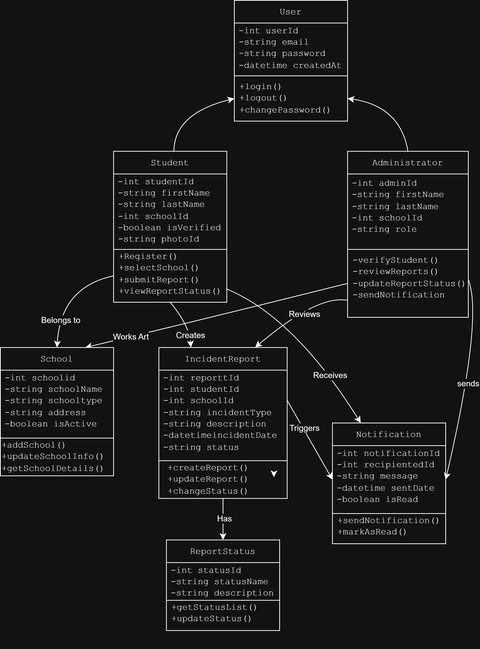 User
-int userId
-string email
-string password
-datetime createdAt
+login()
+logout()
+changePassword()
Student
-int studentId
-string firstName
-string lastName
-int schoolId
-boolean isVerified
-string photoId
+Register()
+selectSchool()
+submitReport()
+viewReportStatus()
Administrator
-int adminId
-string firstName
-string lastName
-int schoolId
-string role
-verifyStudent()
-reviewReports()
-updateReportStatus()
-sendNotification
Belongs to
Works Art
Creates
Reviews
Receives
sends
Triggers
School
-int schoolid
-string schoolName
-string schooltype
-string address
-boolean isActive
+addSchool()
+updateSchoolInfo()
+getSchoolDetails()
IncidentReport
-int reporttId
-int studentId
-int schoolId
-string incidentType
-string description
-datetimeincidentDate
-string status
+createReport()
+updateReport()
+changeStatus()
Notification
-int notificationId
-int recipientedId
-string message
-datetime sentDate
-boolean isRead
+sendNotification()
+markAsRead()
Has
ReportStatus
-int statusId
-string statusName
-string description
+getStatusList()
+updateStatus()